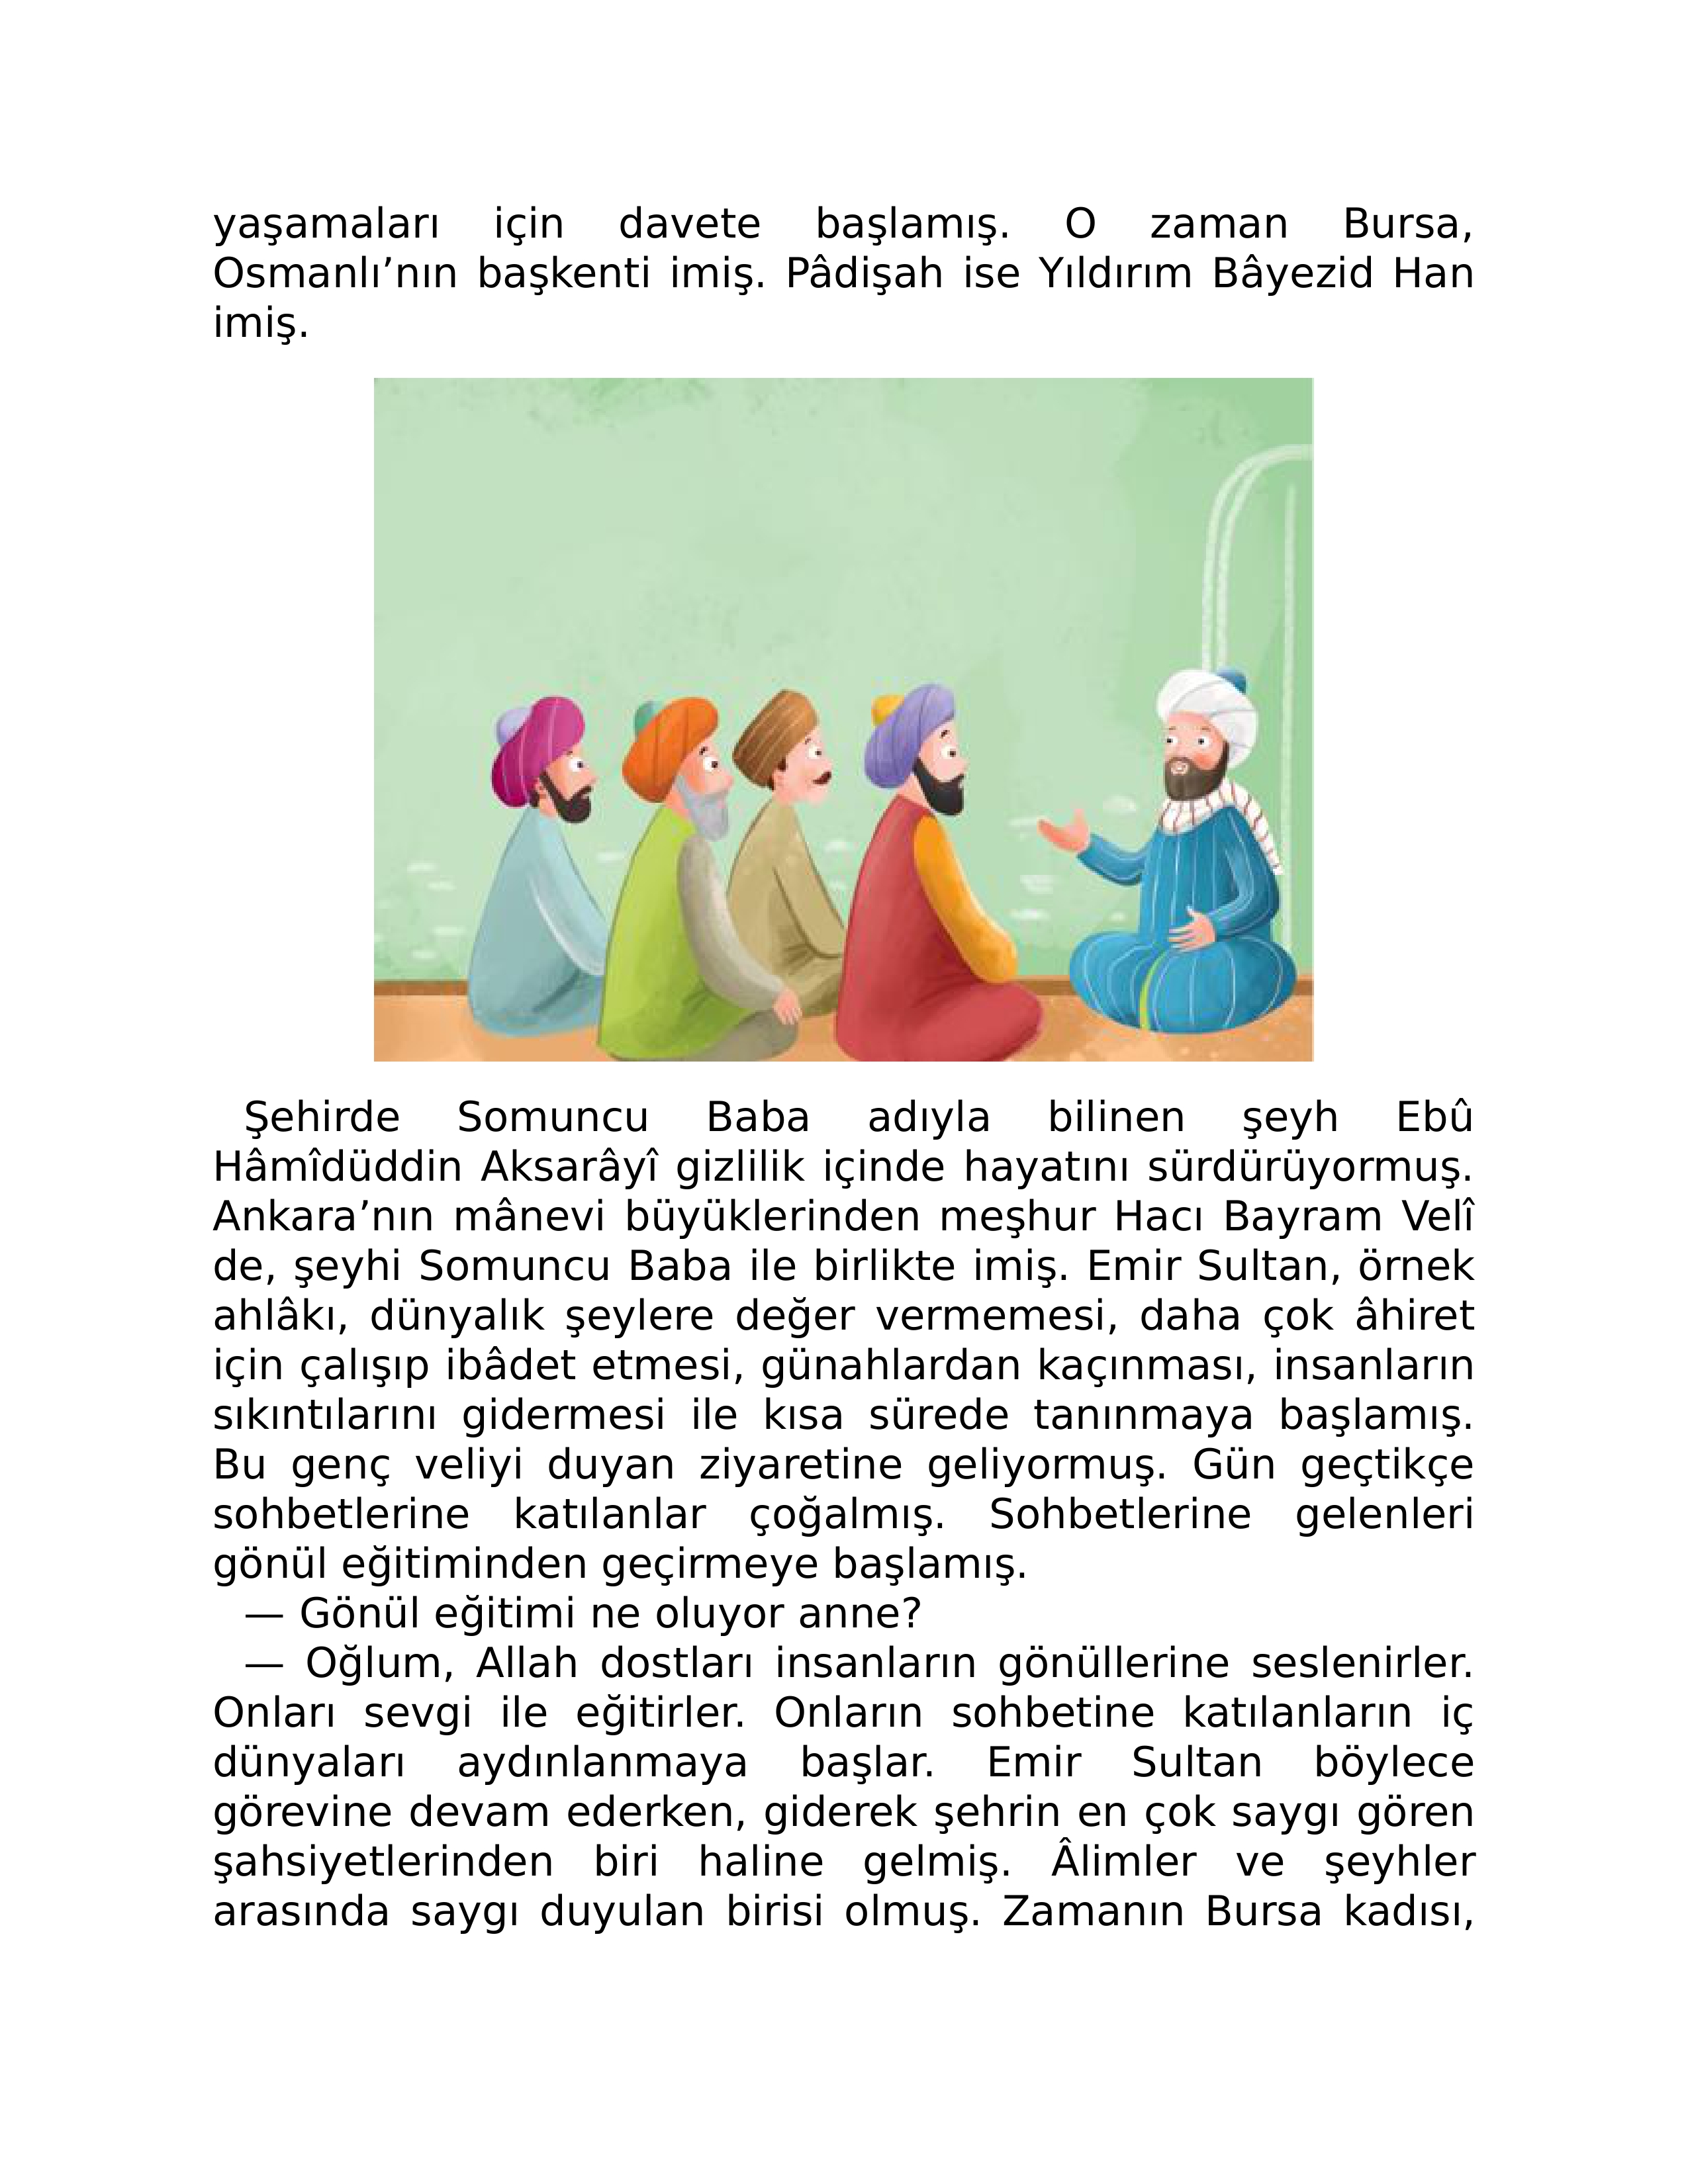 yaşamaları için davete başlamış. O zaman Bursa,
Osmanlı’nın başkenti imiş. Pâdişah ise Yıldırım Bâyezid Han
imiş.
Şehirde Somuncu Baba adıyla bilinen şeyh Ebû
Hâmîdüddin Aksarâyî gizlilik içinde hayatını sürdürüyormuş.
Ankara’nın mânevi büyüklerinden meşhur Hacı Bayram Velî
de, şeyhi Somuncu Baba ile birlikte imiş. Emir Sultan, örnek
ahlâkı, dünyalık şeylere değer vermemesi, daha çok âhiret
için çalışıp ibâdet etmesi, günahlardan kaçınması, insanların
sıkıntılarını gidermesi ile kısa sürede tanınmaya başlamış.
Bu genç veliyi duyan ziyaretine geliyormuş. Gün geçtikçe
sohbetlerine katılanlar çoğalmış. Sohbetlerine gelenleri
gönül eğitiminden geçirmeye başlamış.
— Gönül eğitimi ne oluyor anne?
— Oğlum, Allah dostları insanların gönüllerine seslenirler.
Onları sevgi ile eğitirler. Onların sohbetine katılanların iç
dünyaları aydınlanmaya başlar. Emir Sultan böylece
görevine devam ederken, giderek şehrin en çok saygı gören
şahsiyetlerinden biri haline gelmiş. Âlimler ve şeyhler
arasında saygı duyulan birisi olmuş. Zamanın Bursa kadısı,